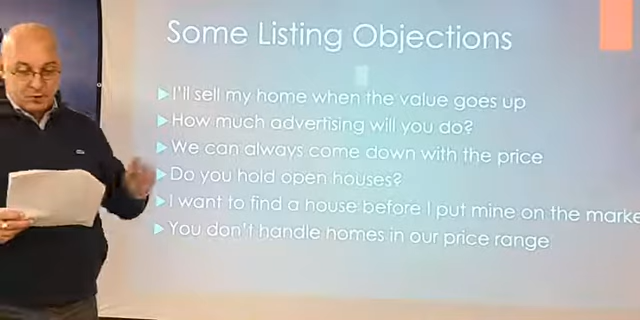 Some Listing Objections
I'll sell my home when the value goes up
How much advertising will you do?
We can always come down with the price
Do you hold open houses?
I want to find a house before I put mine on the marke
You don't handle homes in our price range